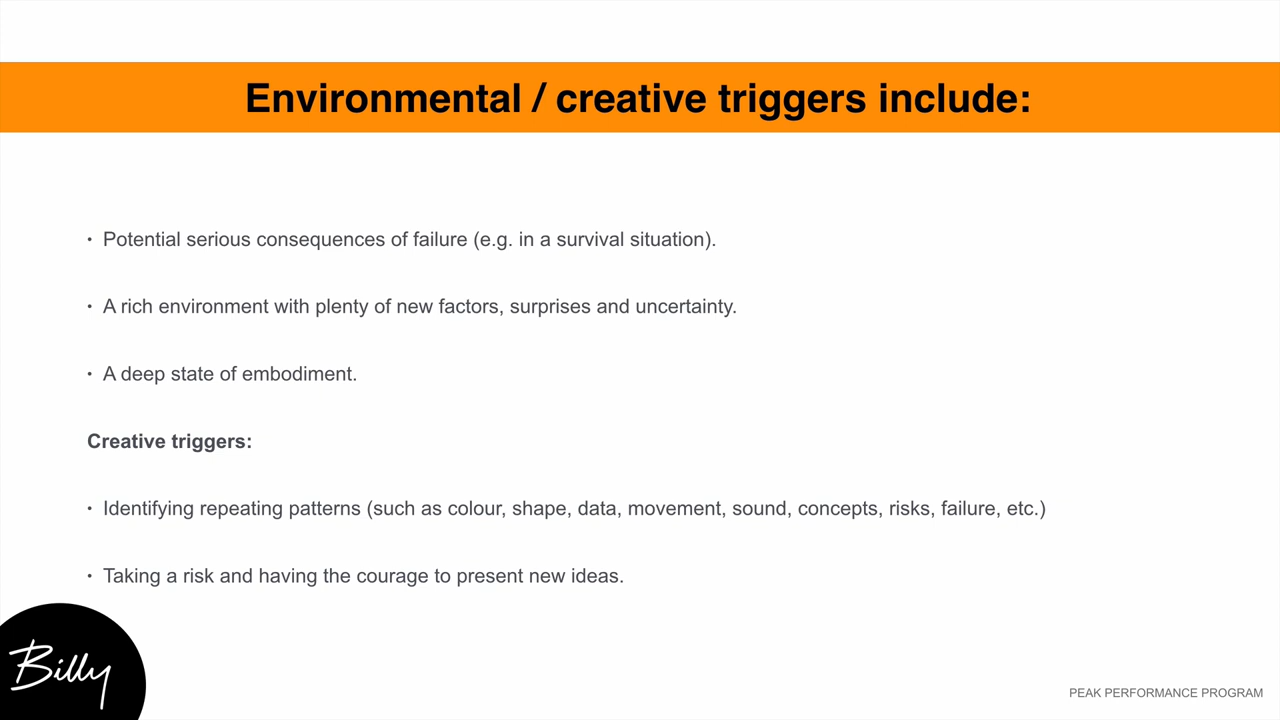 Environmental / creative triggers include:
• Potential serious consequences of failure (e.g. in a survival situation).
• A rich environment with plenty of new factors, surprises and uncertainty.
• A deep state of embodiment.
Creative triggers:
• Identifying repeating patterns (such as colour, shape, data, movement, sound, concepts, risks, failure, etc.)
• Taking a risk and having the courage to present new ideas.
Billy
PEAK PERFORMANCE PROGRAM